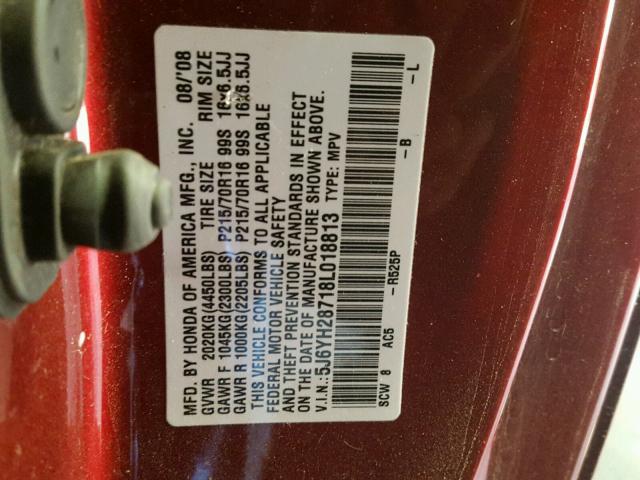 MFD. BY HONDA OF AMERICA MFG., INC. 08/'08
GVWR 2020KG(4450LBS) TIRE SIZE RIM SIZE
GAWR F 1045KG(2300LBS) P215/70R16 99S 16x6.5JJ
GAWR R 1000KG(2205LBS) P215/70R16 99S 16x6.5JJ
THIS VEHICLE CONFORMS TO ALL APPLICABLE
FEDERAL MOTOR VEHICLE SAFETY
AND THEFT PREVENTION STANDARDS IN EFFECT
ON THE DATE OF MANUFACTURE SHOWN ABOVE.
V.I.N.:5J6YH28718L018813 TYPE: MPV
SCW 8 AC5 -R525P -B -L